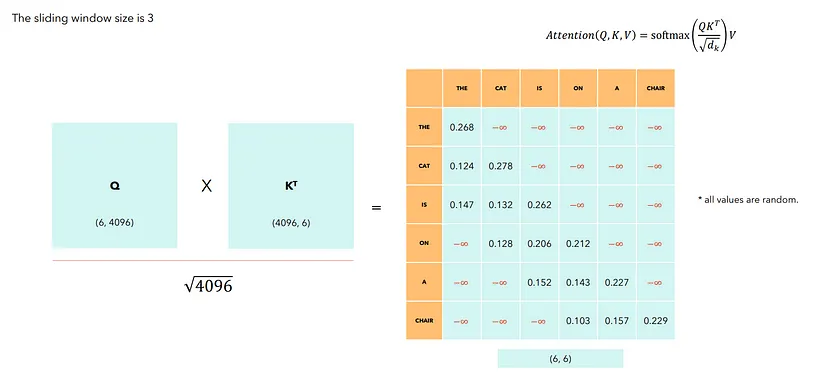 The sliding window size is 3
Attention(Q, K, V) = softmax(QKᵀ/√dₖ)V
THE CAT IS ON A CHAIR
THE 0.268 −∞ −∞ −∞ −∞ −∞
CAT 0.124 0.278 −∞ −∞ −∞ −∞
IS 0.147 0.132 0.262 −∞ −∞ −∞
ON −∞ 0.128 0.206 0.212 −∞ −∞
A −∞ −∞ 0.152 0.143 0.227 −∞
CHAIR −∞ −∞ −∞ 0.103 0.157 0.229
Q X Kᵀ =
(6, 4096) (4096, 6)
√4096
* all values are random.
(6, 6)